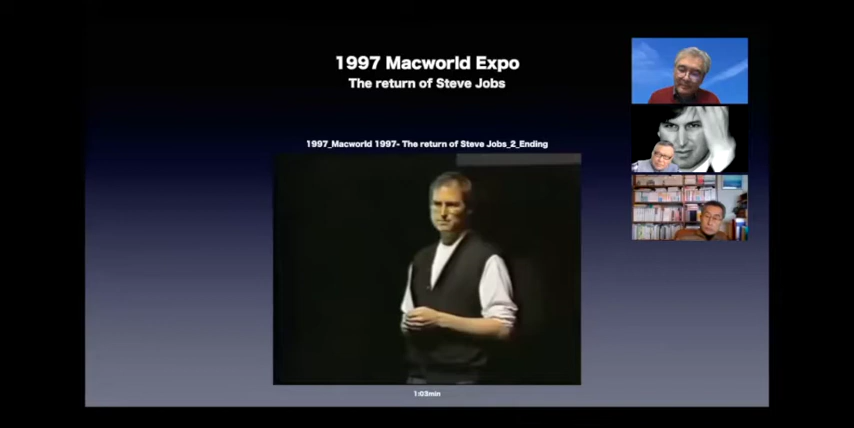 1997 Macworld Expo
The return of Steve Jobs
1997_Macworld 1997- The return of Steve Jobs_2_Ending
1:03min